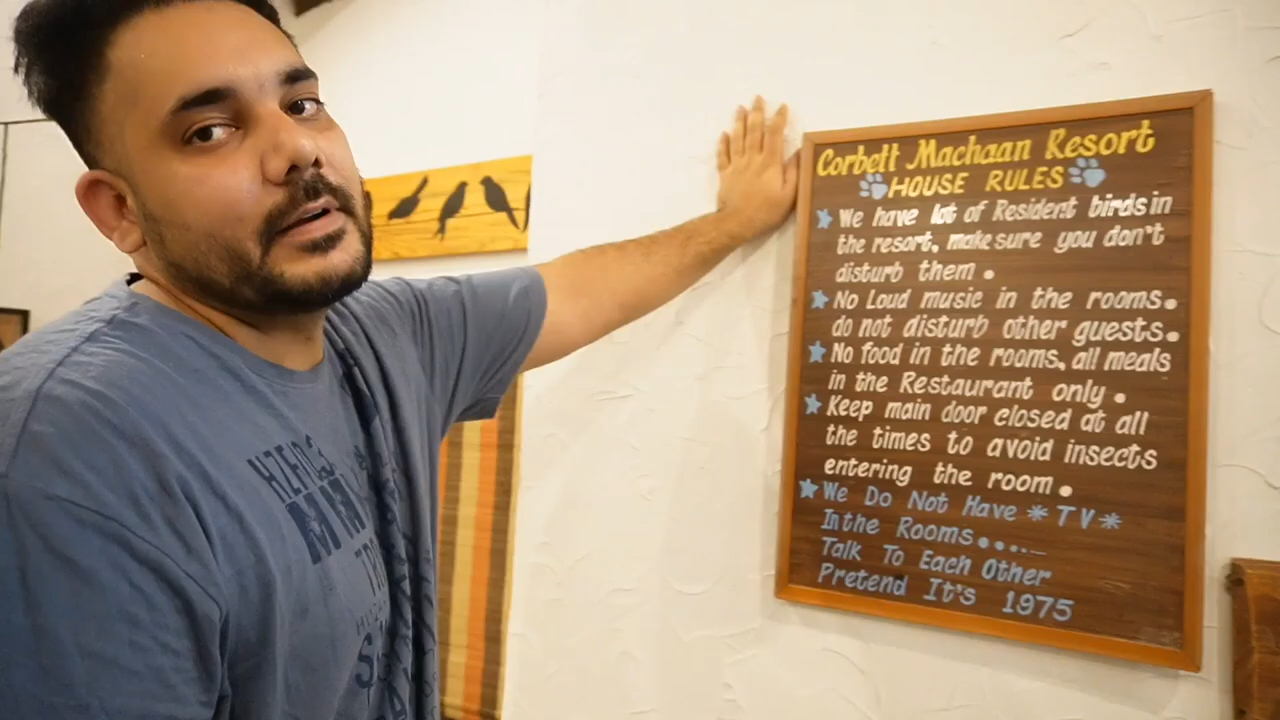 Corbett Machaan Resort
HOUSE RULES
We have lot of Resident birds in
the resort, make sure you don't
disturb them.
No Loud music in the rooms.
do not disturb other guests.
No food in the rooms, all meals
in the Restaurant only.
Keep main door closed at all
the times to avoid insects
entering the room.
We Do Not Have *TV*
In the Rooms.....
Talk To Each Other
Pretend It's 1975